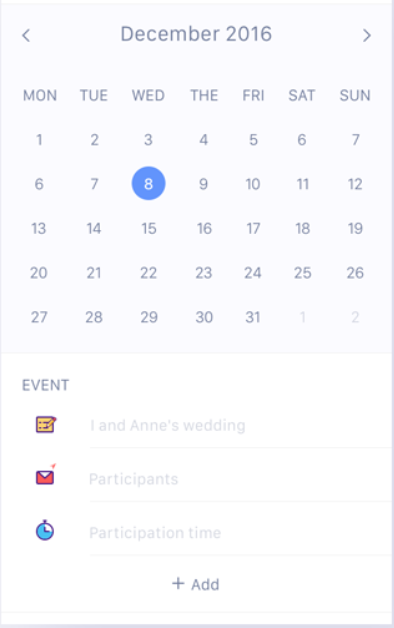 December 2016
MON TUE WED THE FRI SAT SUN
1 2 3 4 5 6 7
6 7 8 9 10 11 12
13 14 15 16 17 18 19
20 21 22 23 24 25 26
27 28 29 30 31 1 2
EVENT
I and Anne's wedding
Participants
Participation time
+ Add